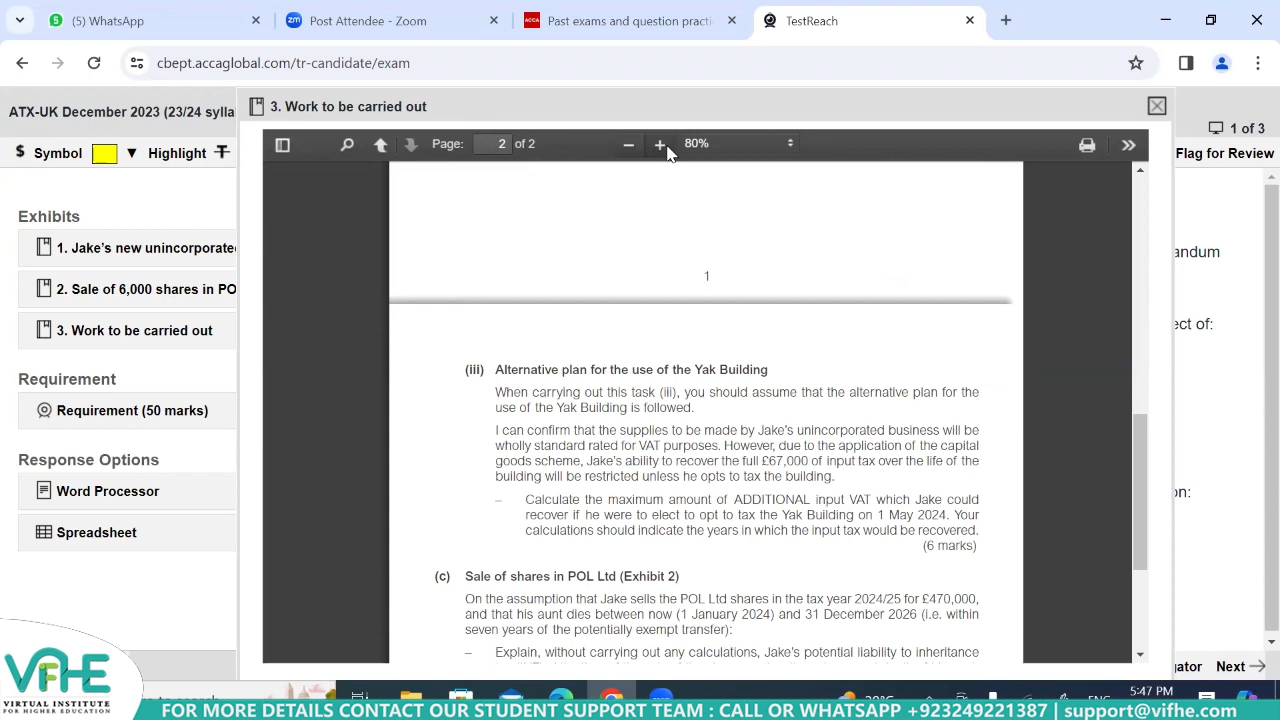 (5) WhatsApp
Post Attendee - Zoom
ACCA
Past exams and question practi
TestReach
cbept.accaglobal.com/tr-candidate/exam
ATX-UK December 2023 (23/24 sylla
3. Work to be carried out
1 of 3
$ Symbol
Highlight
Page: 2 of 2
80%
Flag for Review
Exhibits
1. Jake's new unincorporate
2. Sale of 6,000 shares in PO
3. Work to be carried out
Requirement
Requirement (50 marks)
Response Options
Word Processor
Spreadsheet
andum
ect of:
on:
1
(iii) Alternative plan for the use of the Yak Building
When carrying out this task (iii), you should assume that the alternative plan for the
use of the Yak Building is followed.
I can confirm that the supplies to be made by Jake's unincorporated business will be
wholly standard rated for VAT purposes. However, due to the application of the capital
goods scheme, Jake's ability to recover the full £67,000 of input tax over the life of the
building will be restricted unless he opts to tax the building.
– Calculate the maximum amount of ADDITIONAL input VAT which Jake could
recover if he were to elect to opt to tax the Yak Building on 1 May 2024. Your
calculations should indicate the years in which the input tax would be recovered.
(6 marks)
(c) Sale of shares in POL Ltd (Exhibit 2)
On the assumption that Jake sells the POL Ltd shares in the tax year 2024/25 for £470,000,
and that his aunt dies between now (1 January 2024) and 31 December 2026 (i.e. within
seven years of the potentially exempt transfer):
– Explain, without carrying out any calculations, Jake's potential liability to inheritance
gator
Next
ENG
5:47 PM
VFHE
VIRTUAL INSTITUTE
FOR HIGHER EDUCATION
FOR MORE DETAILS CONTACT OUR STUDENT SUPPORT TEAM : CALL OR WHATSAPP +923249221387 | support@vifhe.com